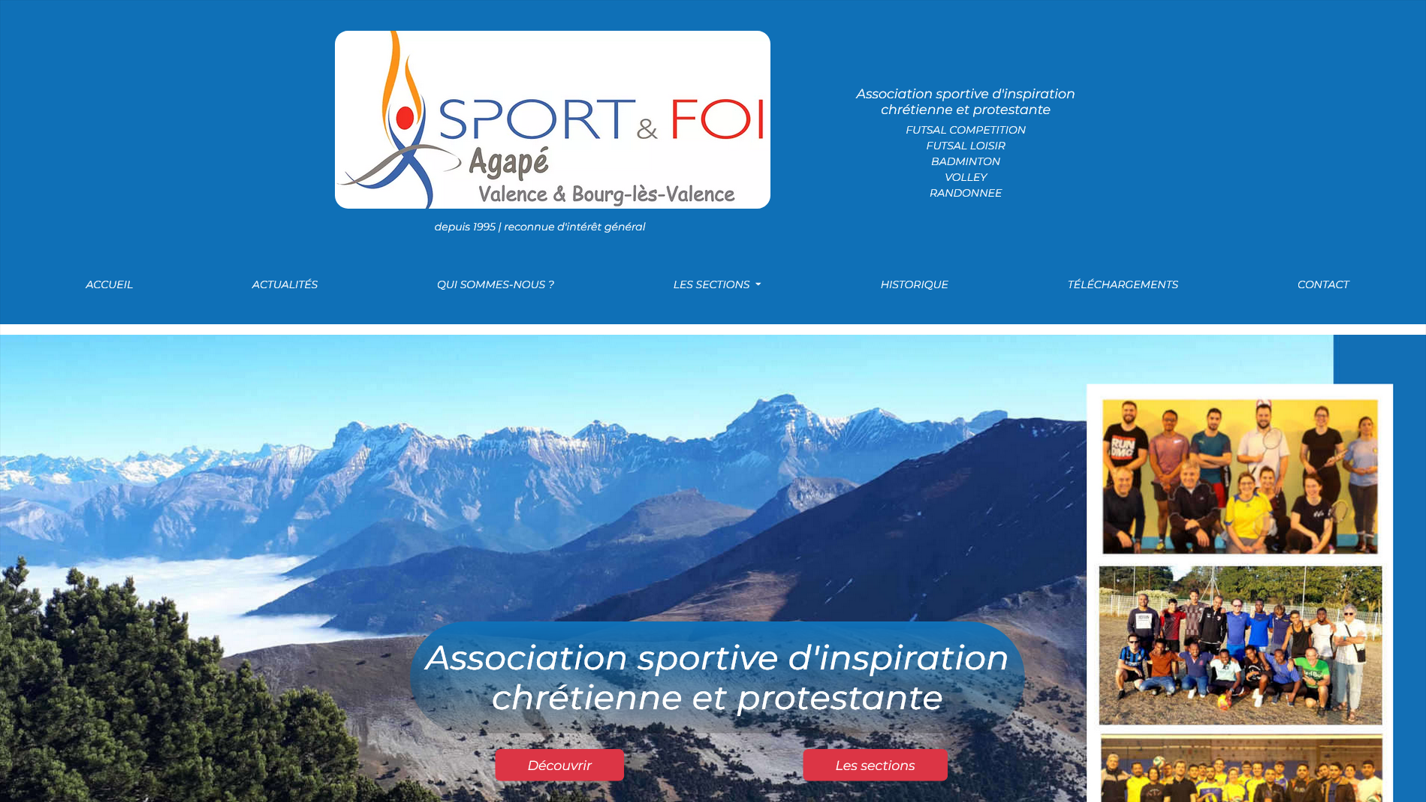 SPORT & FOI
Agapé
Valence & Bourg-lès-Valence
depuis 1995 | reconnue d'intérêt général
Association sportive d'inspiration
chrétienne et protestante
FUTSAL COMPETITION
FUTSAL LOISIR
BADMINTON
VOLLEY
RANDONNEE
ACCUEIL
ACTUALITÉS
QUI SOMMES-NOUS ?
LES SECTIONS
HISTORIQUE
TÉLÉCHARGEMENTS
CONTACT
Association sportive d'inspiration
chrétienne et protestante
Découvrir
Les sections
RUN
DMC